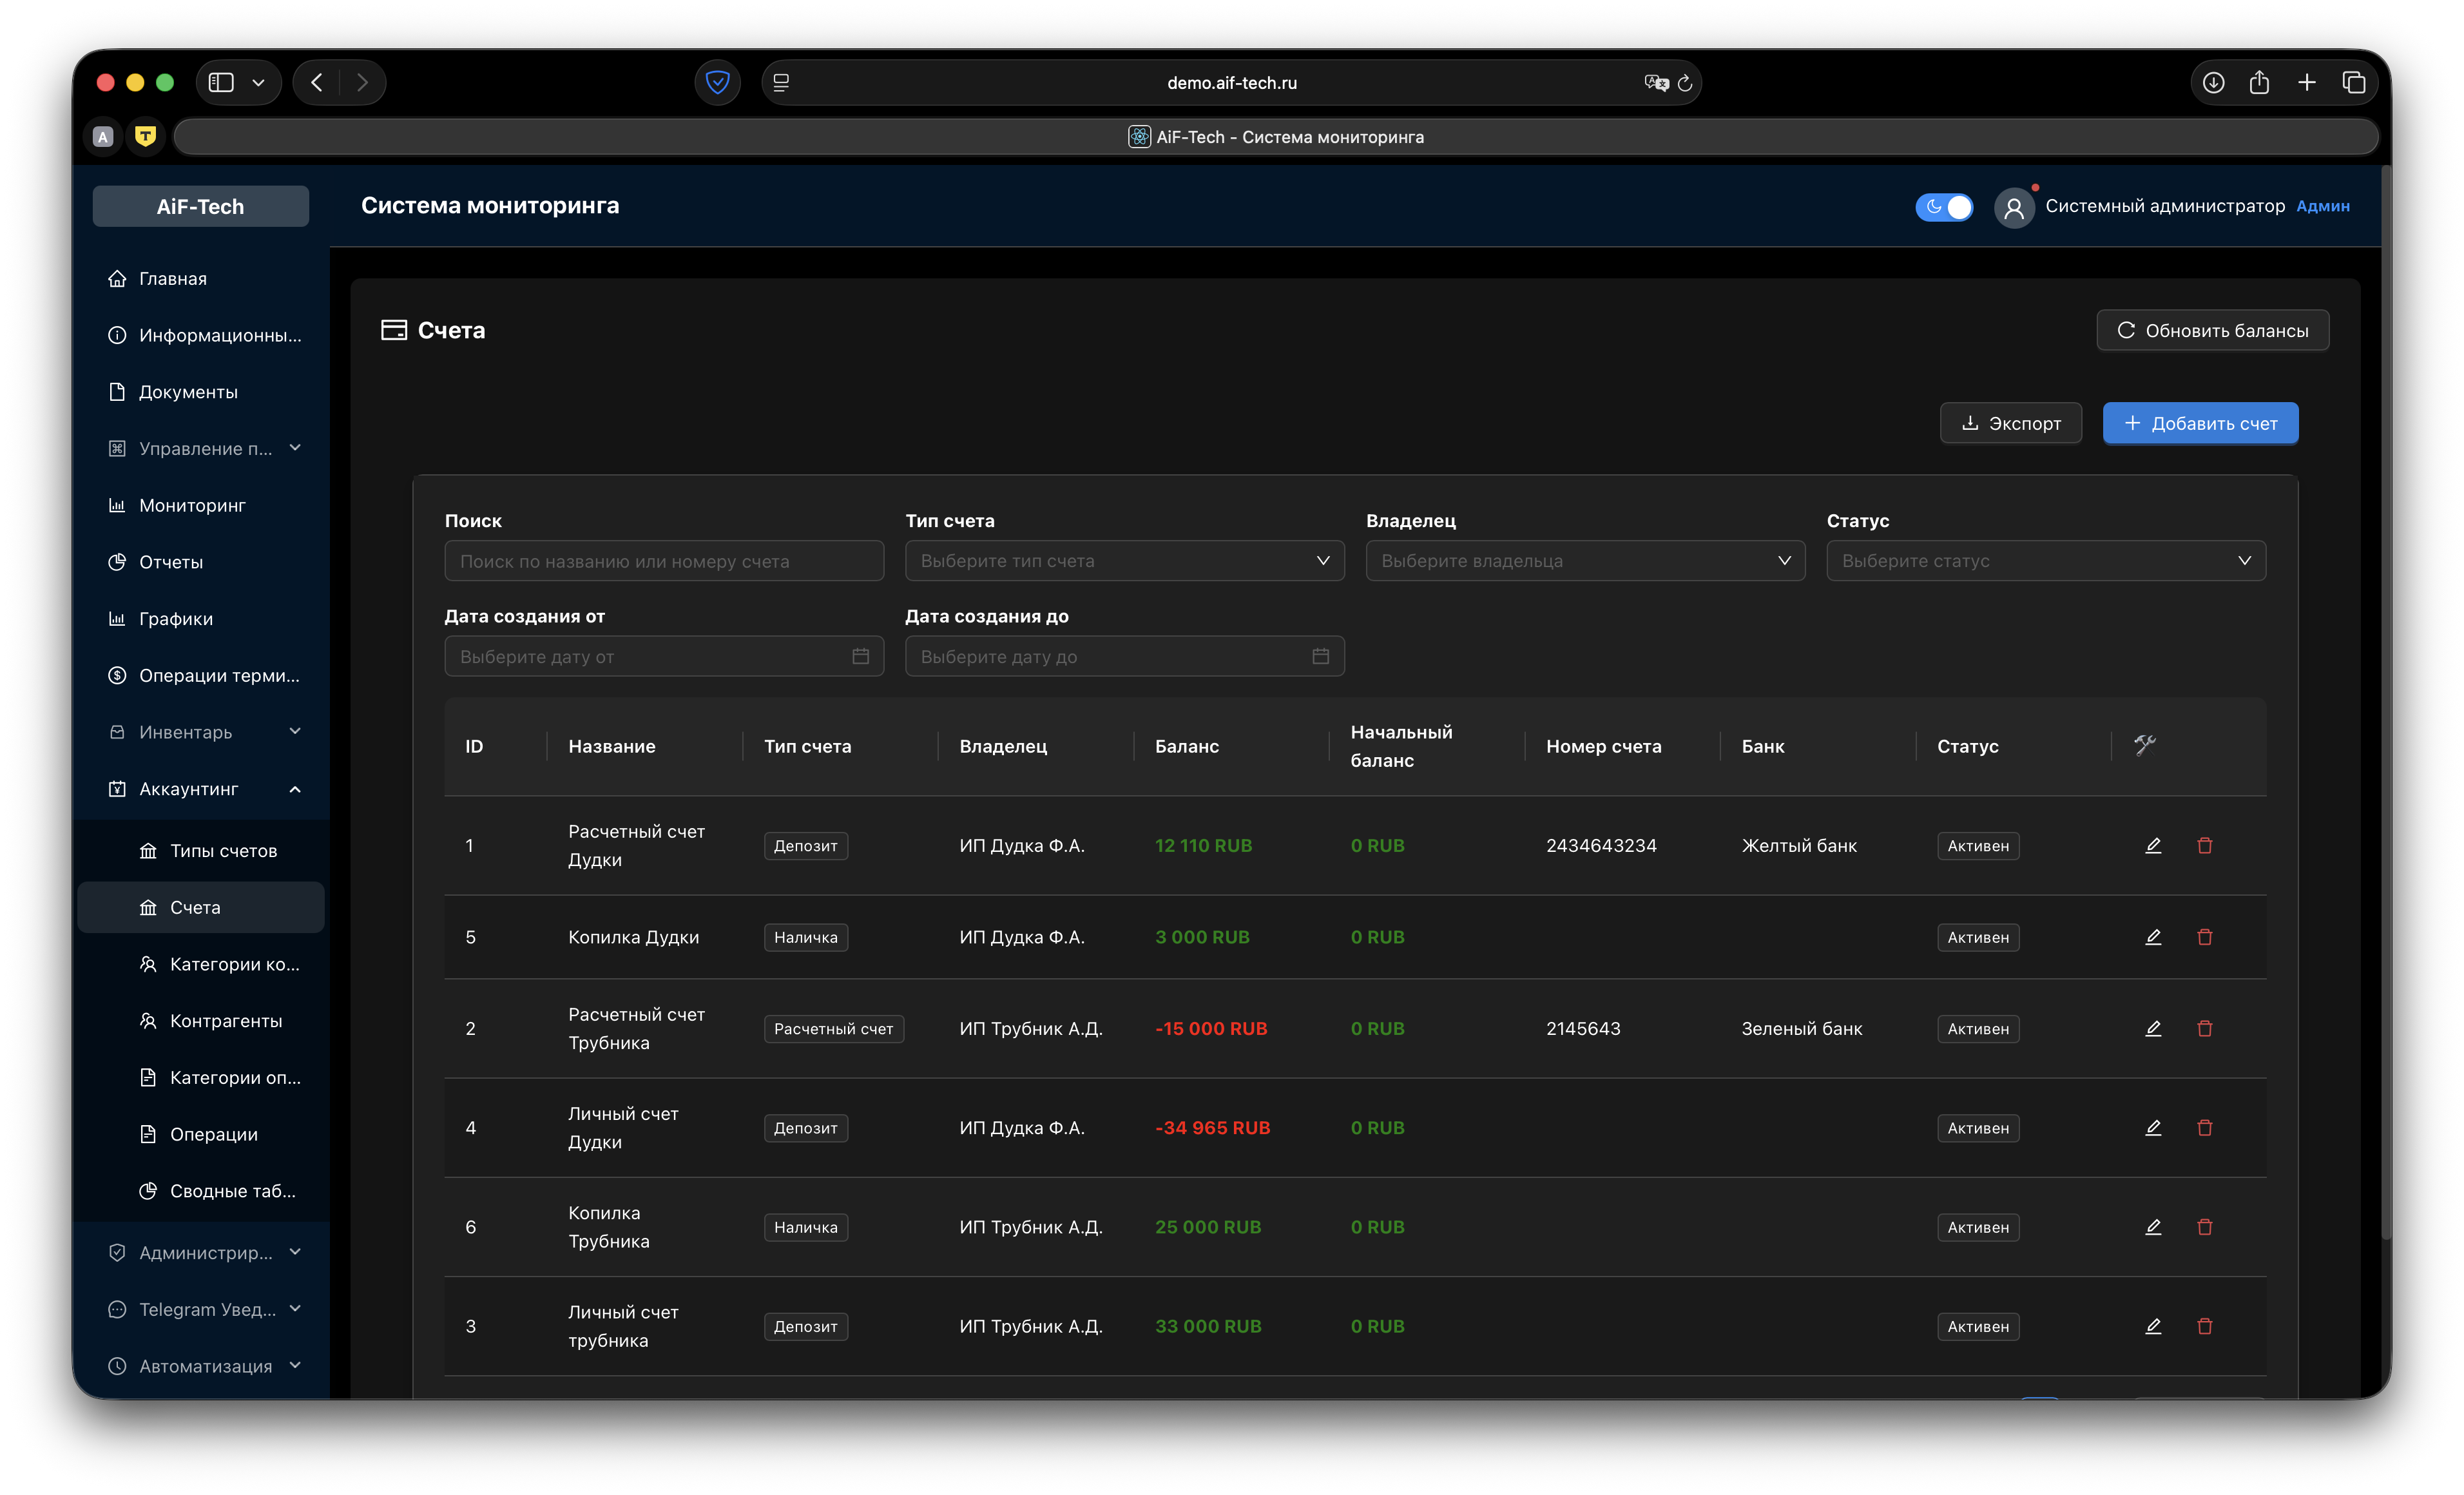 demo.aif-tech.ru
A
T
AiF-Tech - Система мониторинга
AiF-Tech
Система мониторинга
Системный администратор Админ
Главная
Информационны...
Документы
Управление п...
Мониторинг
Отчеты
Графики
Операции терми...
Инвентарь
Аккаунтинг
Типы счетов
Счета
Категории ко...
Контрагенты
Категории оп...
Операции
Сводные таб...
Администрир...
Telegram Увед...
Автоматизация
Счета
Обновить балансы
Экспорт
Добавить счет
Поиск Тип счета Владелец Статус
Поиск по названию или номеру счета Выберите тип счета Выберите владельца Выберите статус
Дата создания от Дата создания до
Выберите дату от Выберите дату до
ID Название Тип счета Владелец Баланс Начальный баланс Номер счета Банк Статус
1 Расчетный счет Дудки Депозит ИП Дудка Ф.А. 12 110 RUB 0 RUB 2434643234 Желтый банк Активен
5 Копилка Дудки Наличка ИП Дудка Ф.А. 3 000 RUB 0 RUB Активен
2 Расчетный счет Трубника Расчетный счет ИП Трубник А.Д. -15 000 RUB 0 RUB 2145643 Зеленый банк Активен
4 Личный счет Дудки Депозит ИП Дудка Ф.А. -34 965 RUB 0 RUB Активен
6 Копилка Трубника Наличка ИП Трубник А.Д. 25 000 RUB 0 RUB Активен
3 Личный счет трубника Депозит ИП Трубник А.Д. 33 000 RUB 0 RUB Активен